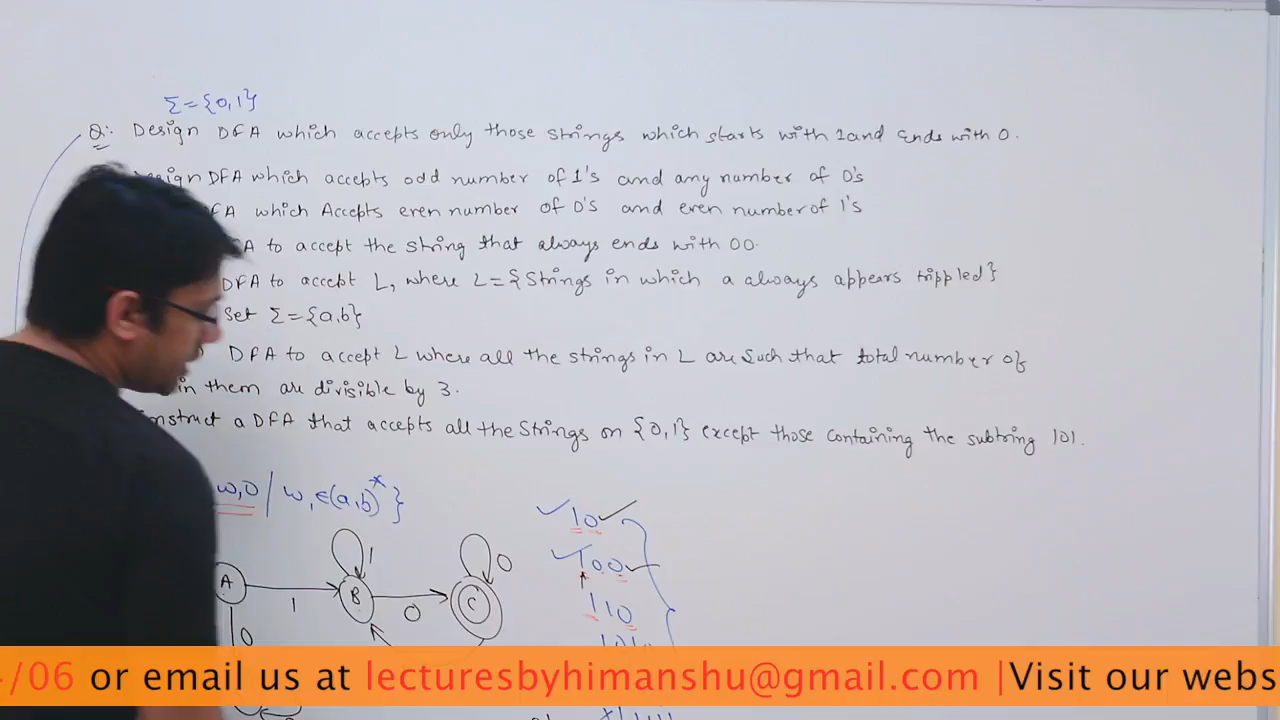 Σ={0,1}
Q: Design DFA which accepts only those strings which starts with 1 and Ends with 0.
ign DFA which accepts odd number of 1's and any number of 0's
FA which Accepts even number of 0's and even number of 1's
A to accept the string that always ends with 00.
DFA to accept L, where L={Strings in which a always appears trippled}
Set Σ={a,b}
DFA to accept L where all the strings in L are Such that total number of
in them are divisible by 3.
nstruct a DFA that accepts all the Strings on {0,1} except those containing the substring 101.
w,0 | w,∈(a,b)* }
10
100
110
101
A 1 B 1 0 C 0
0
/06 or email us at lecturesbyhimanshu@gmail.com |Visit our webs